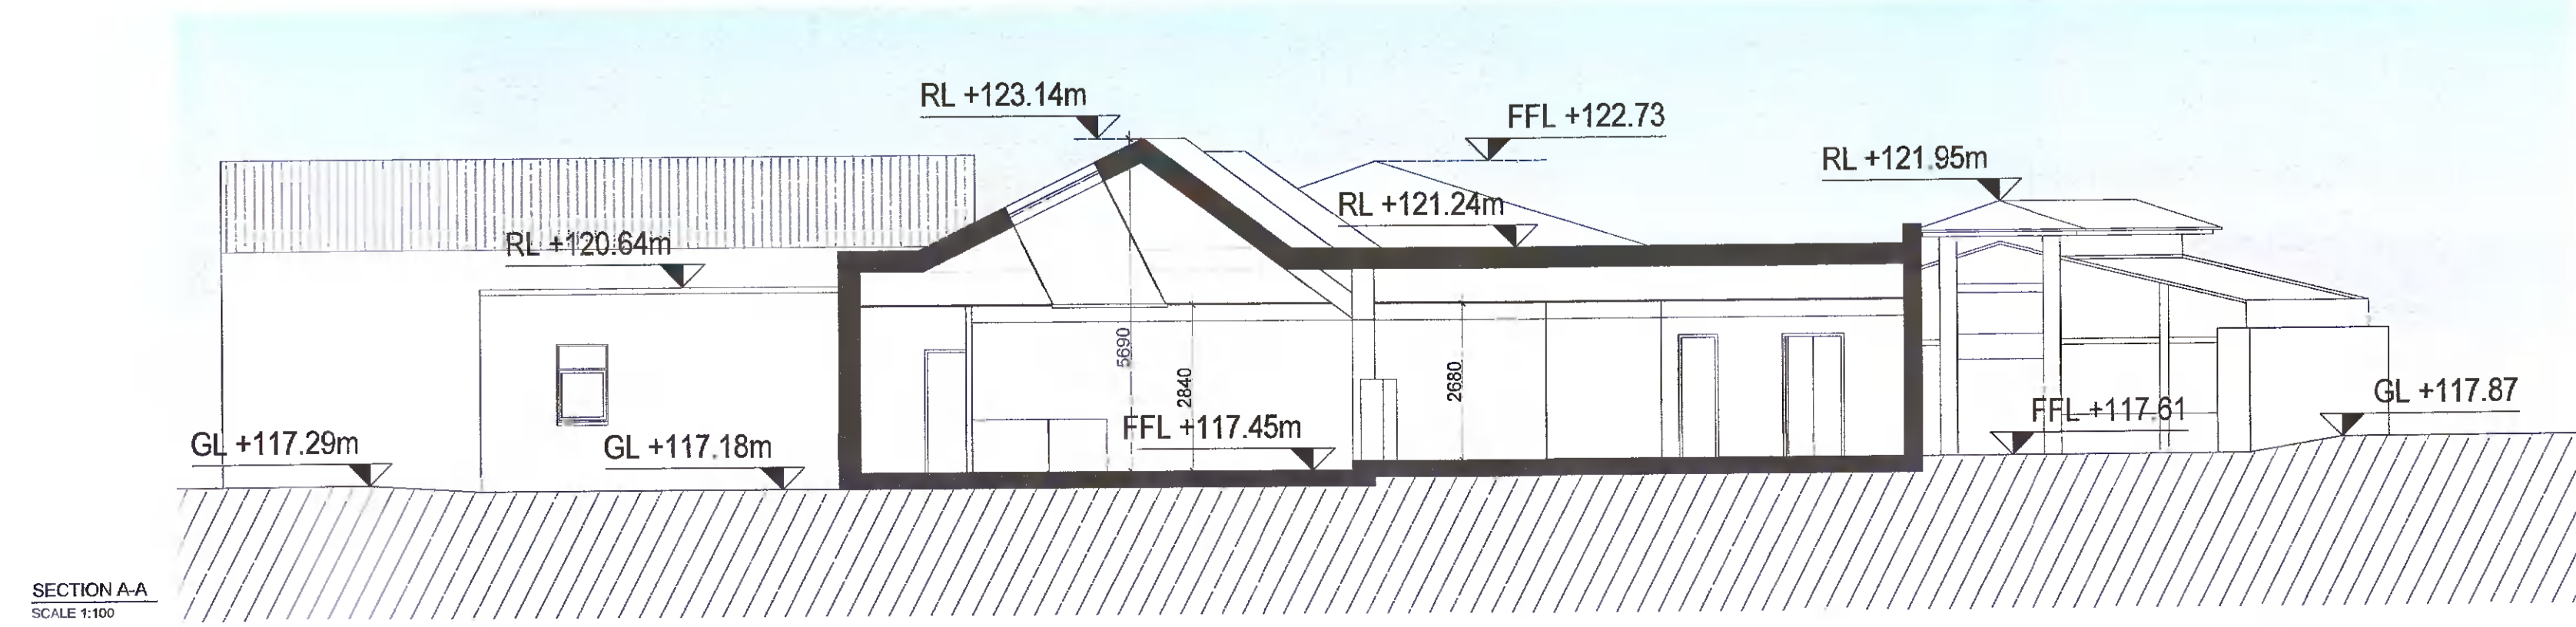 RL +123.14m
FFL +122.73
RL +121.95m
RL +121.24m
RL +120.64m
5690
2840
2680
GL +117.87
FFL +117.61
FFL +117.45m
GL +117.29m
GL +117.18m
SECTION A-A
SCALE 1:100